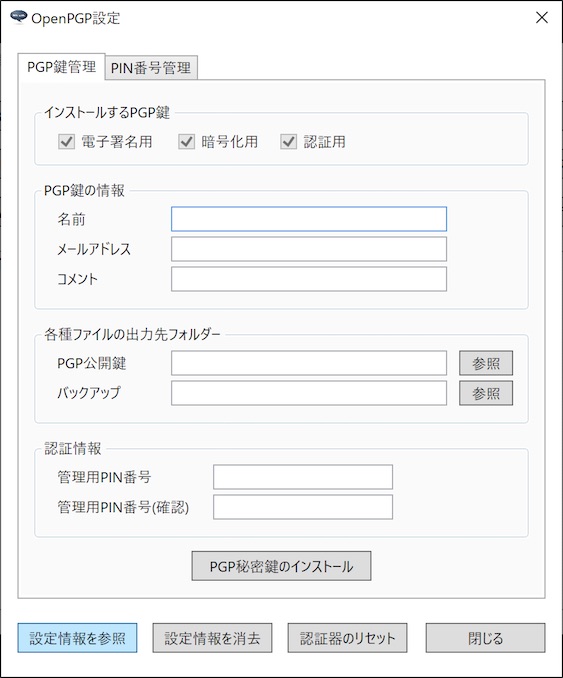 OpenPGP設定
PGP鍵管理 PIN番号管理
インストールするPGP鍵
電子署名用 暗号化用 認証用
PGP鍵の情報
名前
メールアドレス
コメント
各種ファイルの出力先フォルダー
PGP公開鍵 参照
バックアップ 参照
認証情報
管理用PIN番号
管理用PIN番号(確認)
PGP秘密鍵のインストール
設定情報を参照 設定情報を消去 認証器のリセット 閉じる